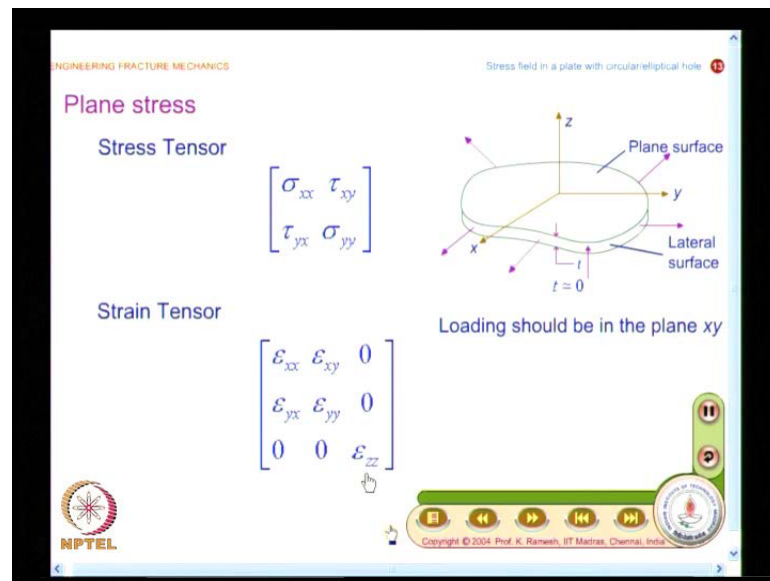 ENGINEERING FRACTURE MECHANICS
Stress field in a plate with circular/elliptical hole 13
Plane stress
Stress Tensor
σxx τxy
τyx σyy
z
Plane surface
y
x
Lateral
surface
t
t ≃ 0
Strain Tensor
Loading should be in the plane xy
εxx εxy 0
εyx εyy 0
0 0 εzz
NPTEL
Copyright © 2004 Prof. K. Ramesh, IIT Madras, Chennai, India